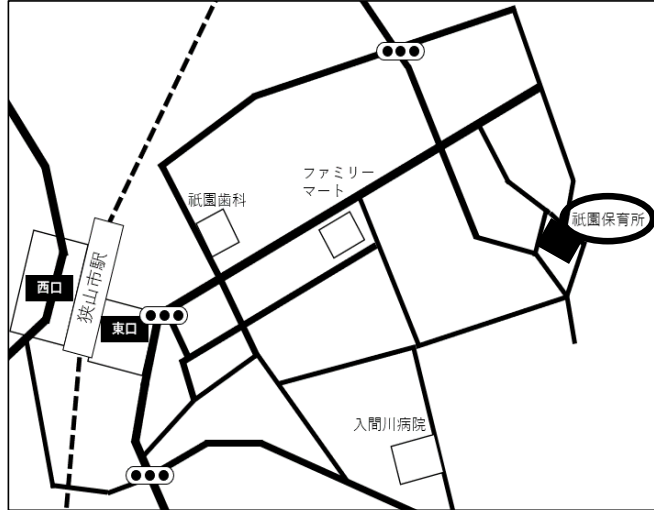 ファミリー
マート
祇園歯科
祇園保育所
西口
狭山市駅
東口
入間川病院